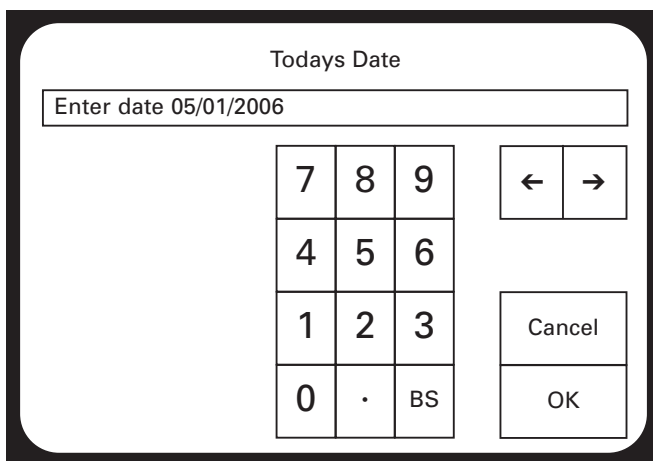 Todays Date
Enter date 05/01/2006
7 8 9 ← →
4 5 6
1 2 3 Cancel
0 . BS OK